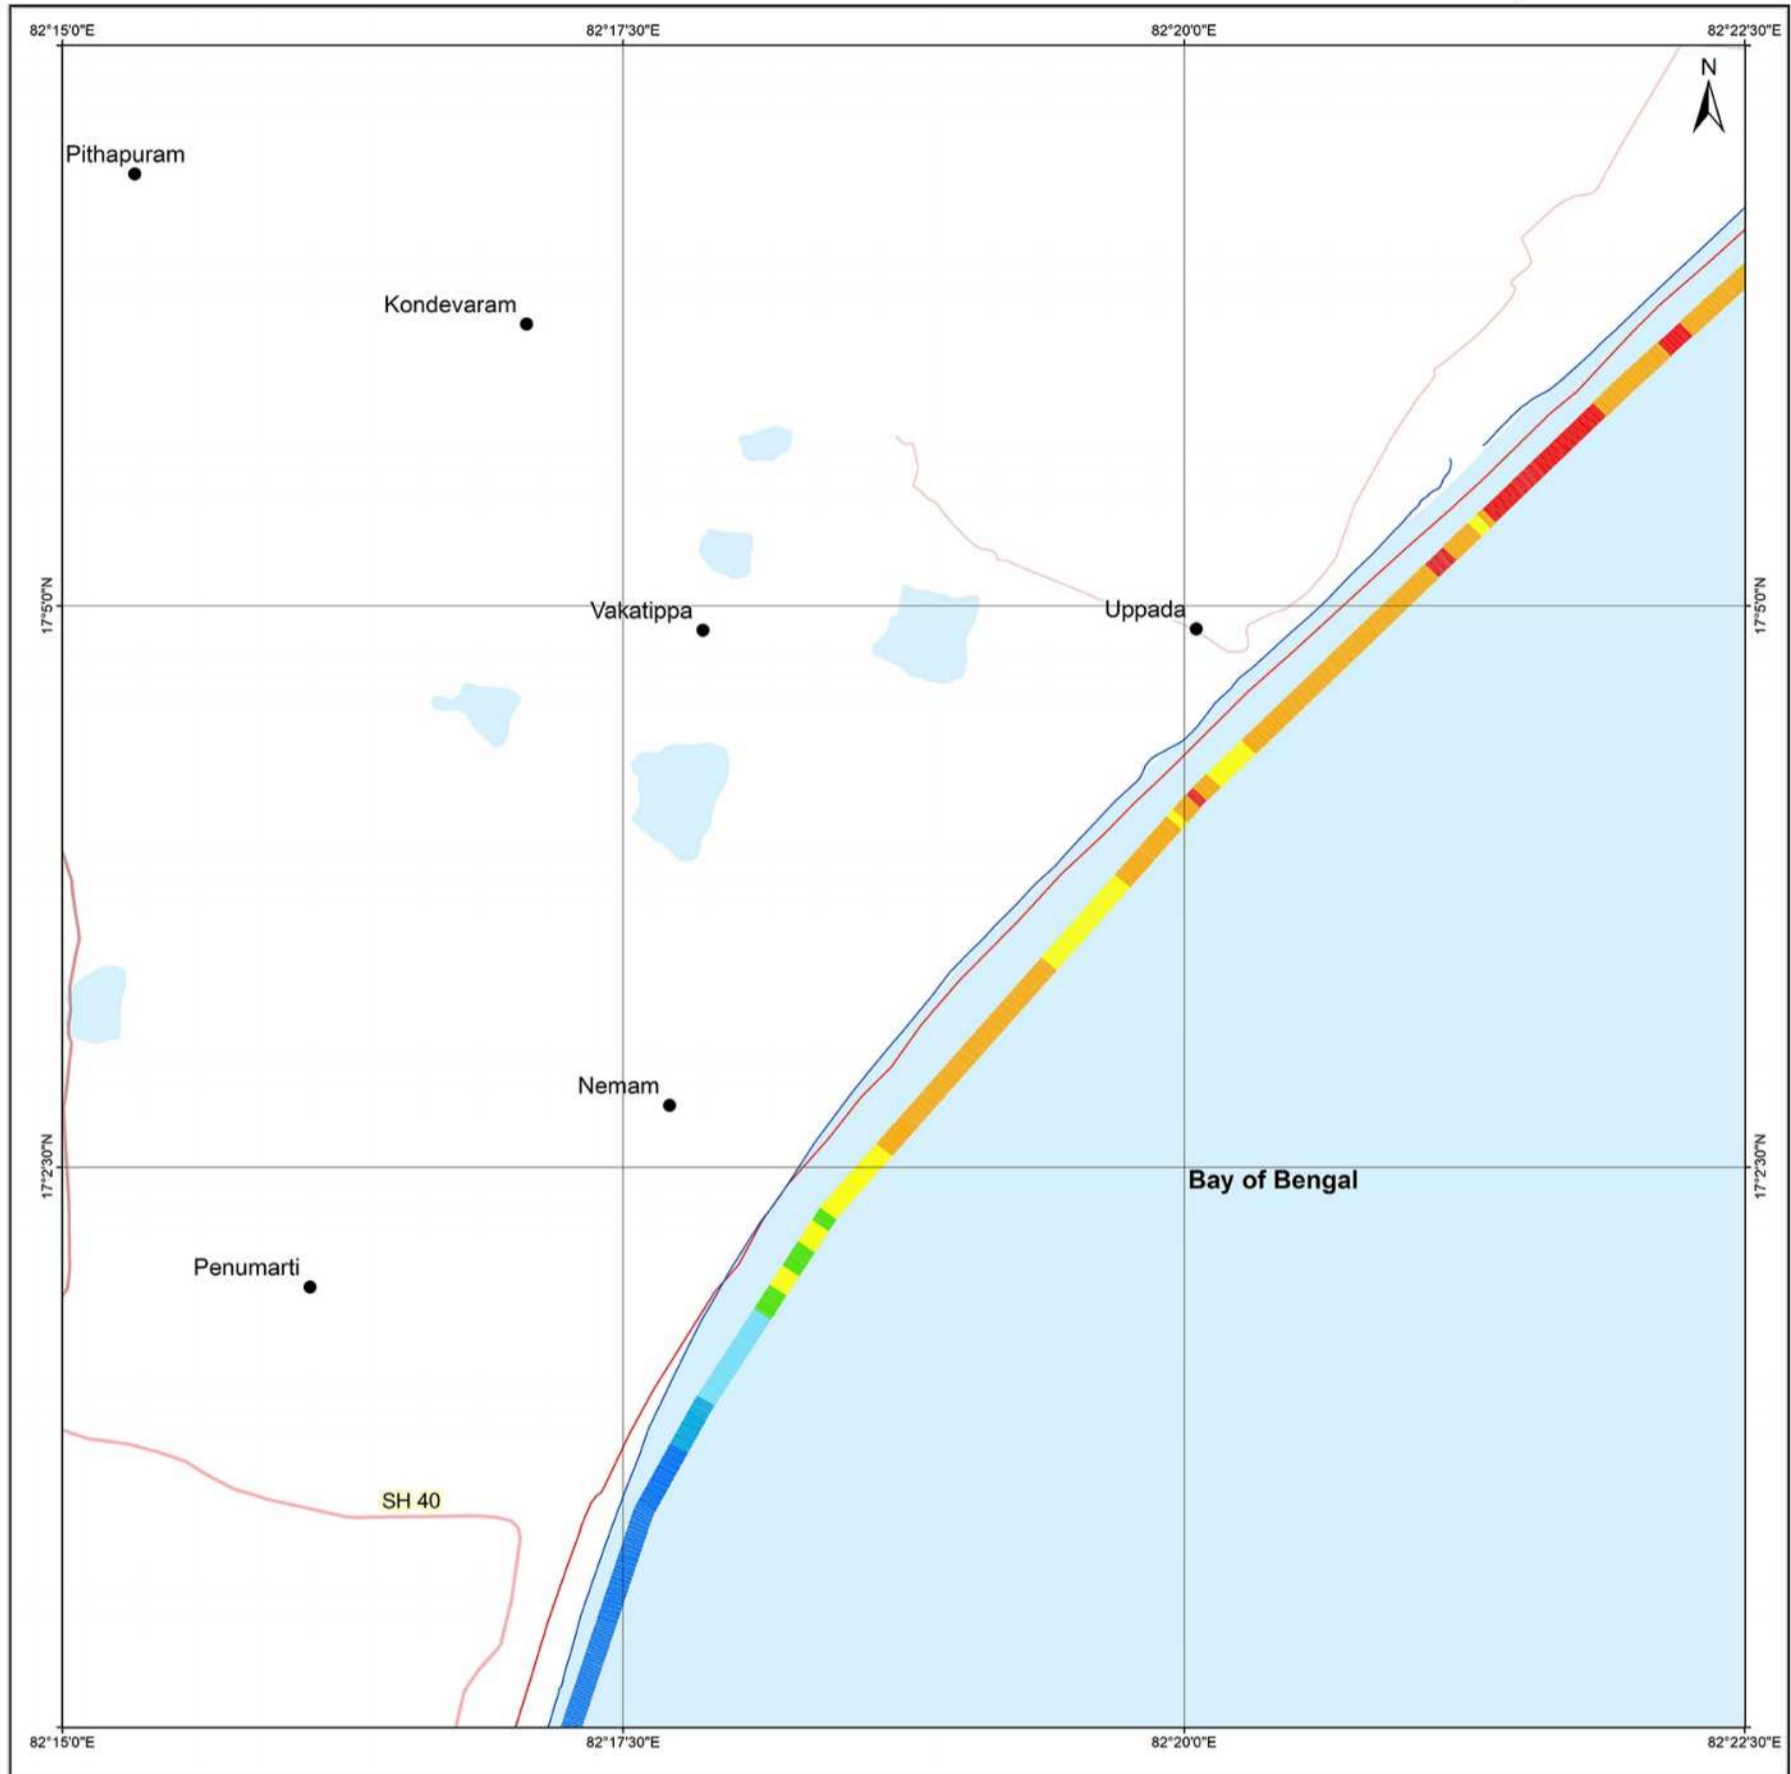 82°15'0"E 82°17'30"E 82°20'0"E 82°22'30"E
N
Pithapuram
Kondevaram
17°5'0"N 17°5'0"N
Vakatippa Uppada
Nemam
17°2'30"N 17°2'30"N
Bay of Bengal
Penumarti
SH 40
82°15'0"E 82°17'30"E 82°20'0"E 82°22'30"E